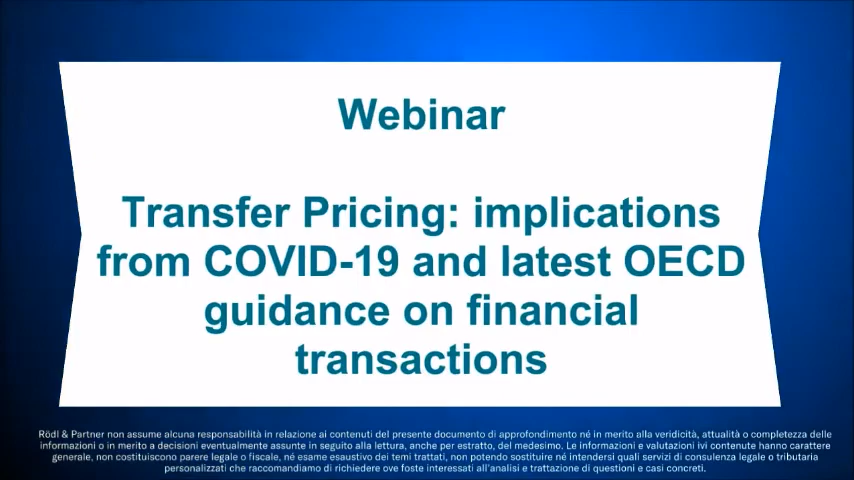 Webinar
Transfer Pricing: implications
from COVID-19 and latest OECD
guidance on financial
transactions
Rödl & Partner non assume alcuna responsabilità in relazione ai contenuti del presente documento di approfondimento né in merito alla veridicità, attualità o completezza delle
informazioni o in merito a decisioni eventualmente assunte in seguito alla lettura, anche per estratto, del medesimo. Le informazioni e valutazioni ivi contenute hanno carattere
generale, non costituiscono parere legale o fiscale, né esame esaustivo dei temi trattati, non potendo sostituire né intendersi quali servizi di consulenza legale o tributaria
personalizzati che raccomandiamo di richiedere ove foste interessati all'analisi e trattazione di questioni e casi concreti.